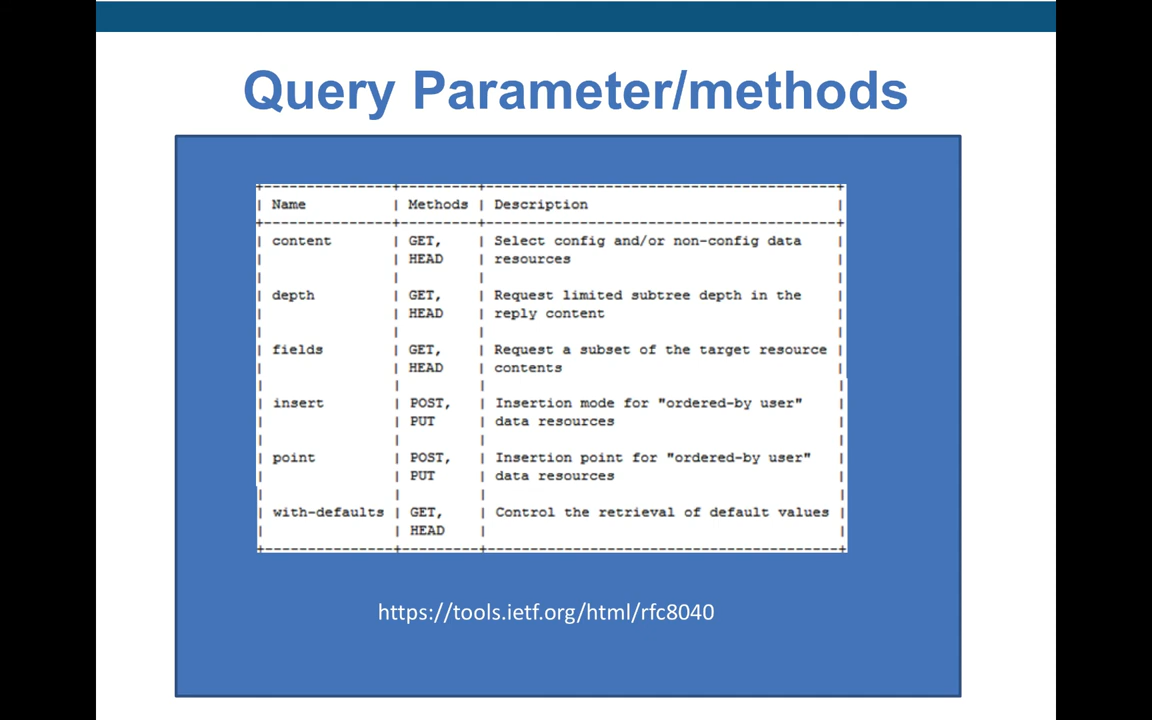 Query Parameter/methods
+---------------+---------+-----------------------------------------+
| Name | Methods | Description |
+---------------+---------+-----------------------------------------+
| content | GET, | Select config and/or non-config data |
| | HEAD | resources |
| | | |
| depth | GET, | Request limited subtree depth in the |
| | HEAD | reply content |
| | | |
| fields | GET, | Request a subset of the target resource |
| | HEAD | contents |
| | | |
| insert | POST, | Insertion mode for "ordered-by user" |
| | PUT | data resources |
| | | |
| point | POST, | Insertion point for "ordered-by user" |
| | PUT | data resources |
| | | |
| with-defaults | GET, | Control the retrieval of default values |
| | HEAD | |
+---------------+---------+-----------------------------------------+
https://tools.ietf.org/html/rfc8040